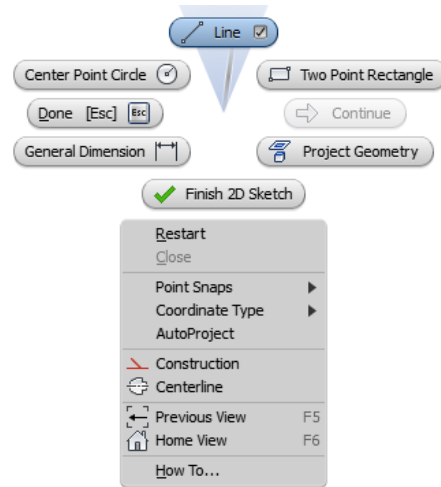 Line
Center Point Circle
Two Point Rectangle
Done [Esc] Esc
Continue
General Dimension
Project Geometry
Finish 2D Sketch
Restart
Close
Point Snaps
Coordinate Type
AutoProject
Construction
Centerline
Previous View F5
Home View F6
How To...